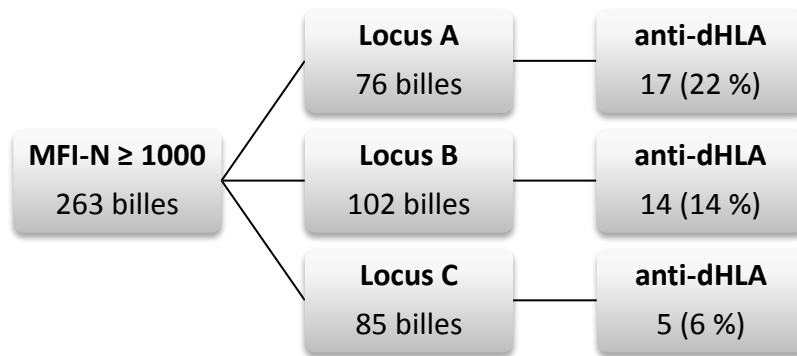 MFI-N ≥ 1000
263 billes
Locus A
76 billes
anti-dHLA
17 (22 %)
Locus B
102 billes
anti-dHLA
14 (14 %)
Locus C
85 billes
anti-dHLA
5 (6 %)